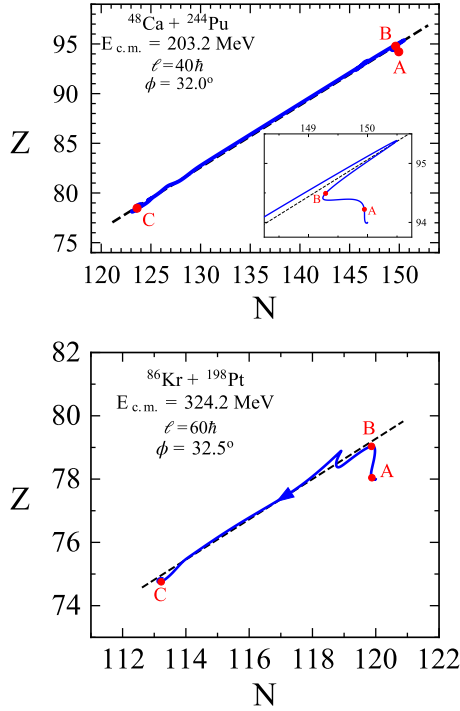 ⁴⁸Ca + ²⁴⁴Pu
E c.m. = 203.2 MeV
ℓ = 40ℏ
ϕ = 32.0°
95
90
85
80
75
Z
B
A
C
149
150
95
94
B
A
120
125
130
135
140
145
150
N
⁸⁶Kr + ¹⁹⁸Pt
E c.m. = 324.2 MeV
ℓ = 60ℏ
ϕ = 32.5°
82
80
78
76
74
Z
B
A
C
112
114
116
118
120
122
N